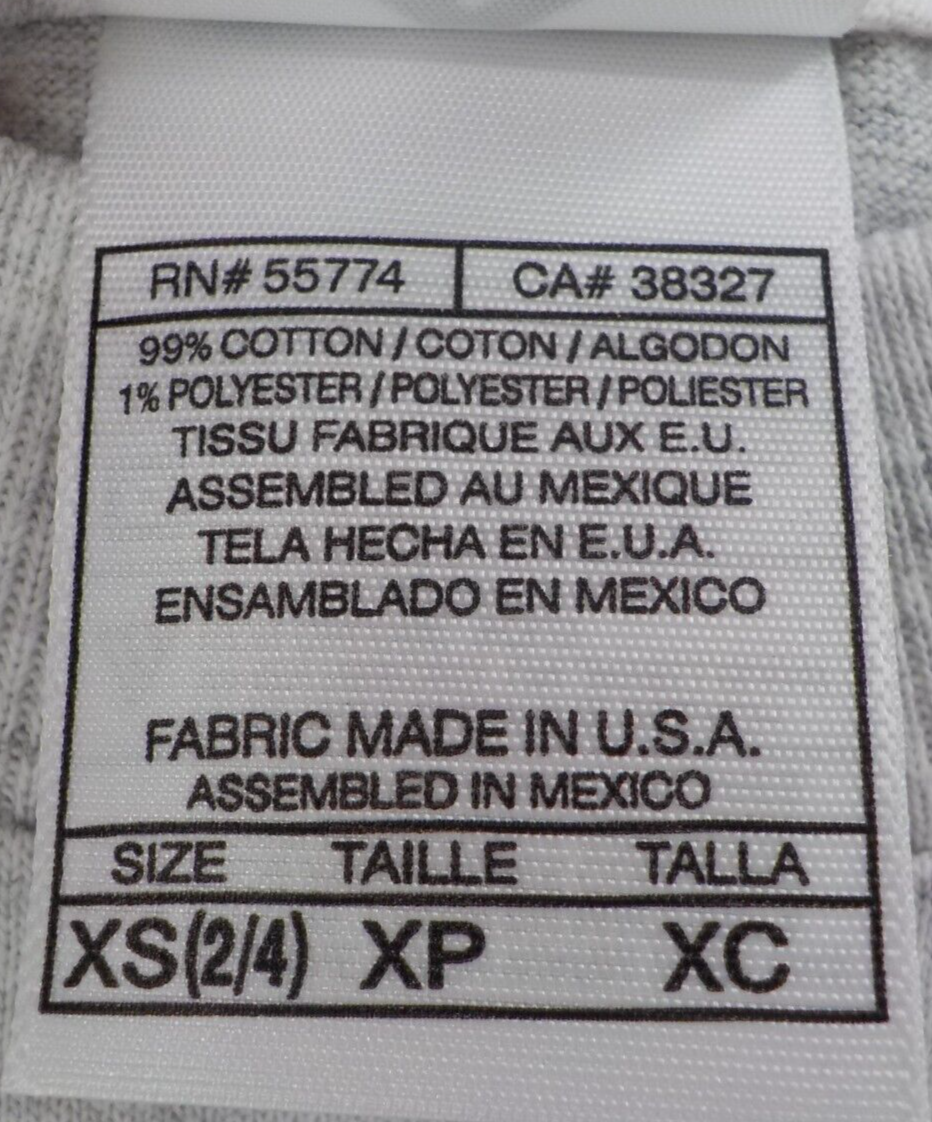 RN# 55774 CA# 38327
99% COTTON / COTON / ALGODON
1% POLYESTER / POLYESTER / POLIESTER
TISSU FABRIQUE AUX E.U.
ASSEMBLED AU MEXIQUE
TELA HECHA EN E.U.A.
ENSAMBLADO EN MEXICO
FABRIC MADE IN U.S.A.
ASSEMBLED IN MEXICO
SIZE TAILLE TALLA
XS(2/4) XP XC